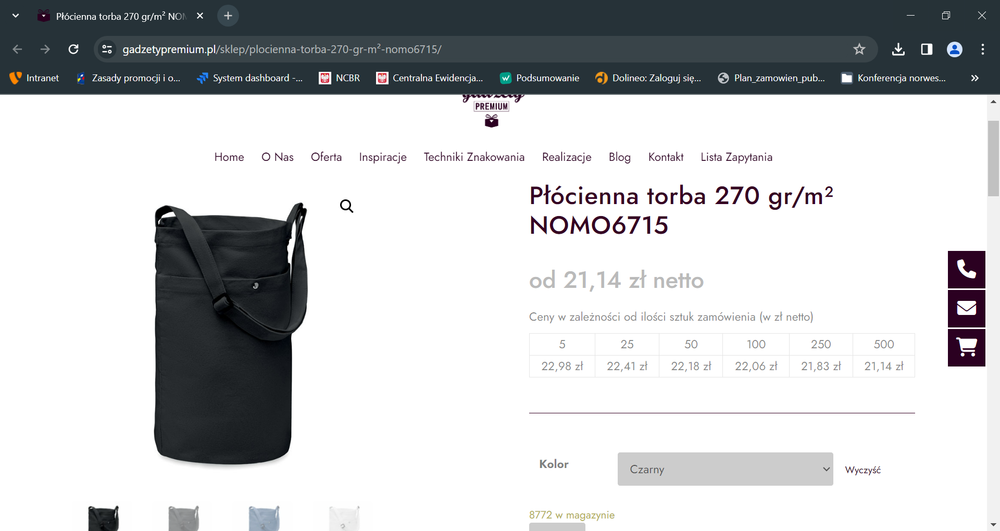 Płócienna torba 270 gr/m² NOM
gadzetypremium.pl/sklep/plocienna-torba-270-gr-m²-nomo6715/
Intranet
Zasady promocji i o...
System dashboard -...
NCBR
Centralna Ewidencja...
Podsumowanie
Dolineo: Zaloguj się...
Plan_zamowien_pub...
Konferencja norwes...
gadżety
PREMIUM
Home
O Nas
Oferta
Inspiracje
Techniki Znakowania
Realizacje
Blog
Kontakt
Lista Zapytania
Płócienna torba 270 gr/m²
NOMO6715
od 21,14 zł netto
Ceny w zależności od ilości sztuk zamówienia (w zł netto)
5 25 50 100 250 500
22,98 zł 22,41 zł 22,18 zł 22,06 zł 21,83 zł 21,14 zł
Kolor
Czarny
Wyczyść
8772 w magazynie